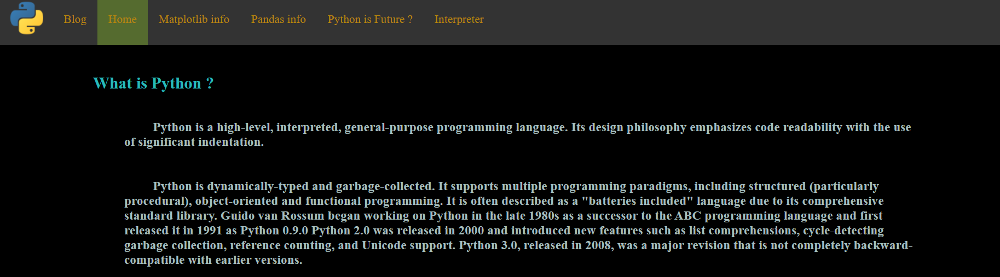 Blog Home Matplotlib info Pandas info Python is Future ? Interpreter
What is Python ?
Python is a high-level, interpreted, general-purpose programming language. Its design philosophy emphasizes code readability with the use
of significant indentation.
Python is dynamically-typed and garbage-collected. It supports multiple programming paradigms, including structured (particularly
procedural), object-oriented and functional programming. It is often described as a "batteries included" language due to its comprehensive
standard library. Guido van Rossum began working on Python in the late 1980s as a successor to the ABC programming language and first
released it in 1991 as Python 0.9.0 Python 2.0 was released in 2000 and introduced new features such as list comprehensions, cycle-detecting
garbage collection, reference counting, and Unicode support. Python 3.0, released in 2008, was a major revision that is not completely backward-
compatible with earlier versions.